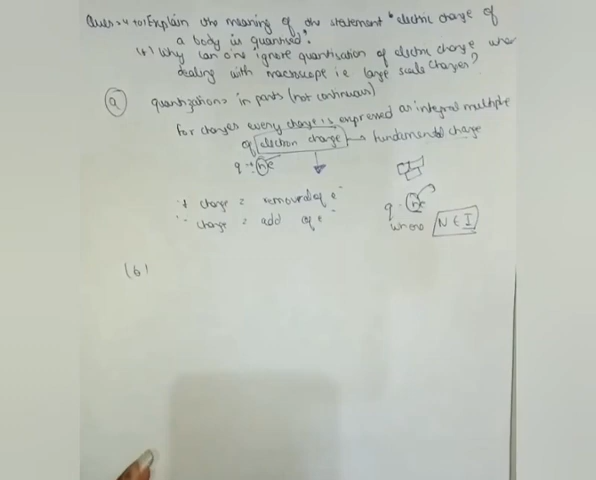 Ques:4 (a) Explain the meaning of the statement "electric charge of
a body is quantised".
(b) Why can one ignore quantisation of electric charge when
dealing with macroscopic i.e. large scale charges?
(a) quantization = in parts (not continuous)
For charges every charge is expressed as integral multiple
of electron charge → fundamental charge
q = ne
+ charge = removal of e⁻
- charge = add of e⁻
q = ne
where N ∈ I
(b)